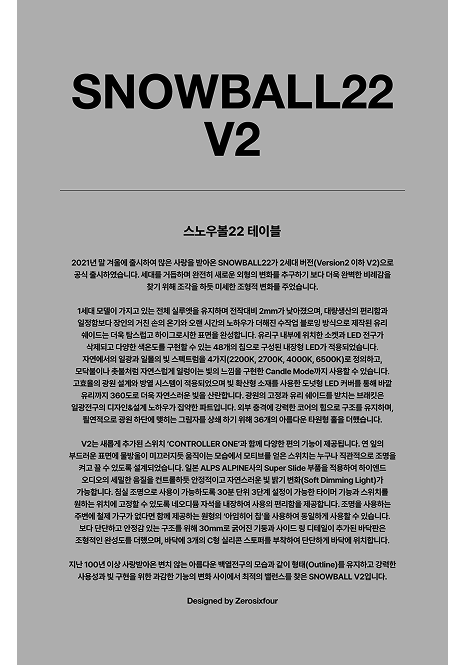 SNOWBALL22
V2
스노우볼22 테이블
2021년 말 겨울에 출시하여 많은 사랑을 받아온 SNOWBALL22가 2세대 버전(Version2 이하 V2)으로
공식 출시하였습니다. 세대를 거듭하며 완전히 새로운 외형의 변화를 추구하기 보다 더욱 완벽한 비례감을
찾기 위해 조각을 하듯 미세한 조형적 변화를 주었습니다.
1세대 모델이 가지고 있는 전체 실루엣을 유지하며 전작대비 2mm가 낮아졌으며, 대량생산의 편리함과
일정함보다 장인의 거친 손의 온기와 오랜 시간의 노하우가 더해진 수작업 블로잉 방식으로 제작된 유리
쉐이드는 더욱 탐스럽고 하이그로시한 표면을 완성합니다. 유리구 내부에 위치한 소켓과 LED 전구가
삭제되고 다양한 색온도를 구현할 수 있는 48개의 칩으로 구성된 내장형 LED가 적용되었습니다.
자연에서의 일광과 일몰의 빛 스펙트럼을 4가지(2200K, 2700K, 4000K, 6500K)로 정의하고,
모닥불이나 촛불처럼 자연스럽게 일렁이는 빛의 느낌을 구현한 Candle Mode까지 사용할 수 있습니다.
고효율의 광원 설계와 방열 시스템이 적용되었으며 빛 확산형 소재를 사용한 도넛형 LED 커버를 통해 바깥
유리까지 360도로 더욱 자연스러운 빛을 산란합니다. 광원의 고정과 유리 쉐이드를 받치는 브래킷은
일광전구의 디자인&설계 노하우가 집약한 파트입니다. 외부 충격에 강력한 코어의 힘으로 구조를 유지하며,
필연적으로 광원 하단에 맺히는 그림자를 상쇄 하기 위해 36개의 아름다운 타원형 홀을 더했습니다.
V2는 새롭게 추가된 스위치 'CONTROLLER ONE'과 함께 다양한 편의 기능이 제공됩니다. 연 잎의
부드러운 표면에 물방울이 미끄러지듯 움직이는 모습에서 모티브를 얻은 스위치는 누구나 직관적으로 조명을
켜고 끌 수 있도록 설계되었습니다. 일본 ALPS ALPINE사의 Super Slide 부품을 적용하여 하이엔드
오디오의 세밀한 음질을 컨트롤하듯 안정적이고 자연스러운 빛 밝기 변화(Soft Dimming Light)가
가능합니다. 침실 조명으로 사용이 가능하도록 30분 단위 3단계 설정이 가능한 타이머 기능과 스위치를
원하는 위치에 고정할 수 있도록 네오디뮴 자석을 내장하여 사용의 편리함을 제공합니다. 조명을 사용하는
주변에 철제 가구가 없다면 함께 제공하는 원형의 '아임히어 칩'을 사용하여 동일하게 사용할 수 있습니다.
보다 단단하고 안정감 있는 구조를 위해 30mm로 굵어진 기둥과 사이드 링 디테일이 추가된 바닥판은
조형적인 완성도를 더했으며, 바닥에 3개의 C형 실리콘 스토퍼를 부착하여 단단하게 바닥에 위치합니다.
지난 100년 이상 사랑받아온 변치 않는 아름다운 백열전구의 모습과 같이 형태(Outline)를 유지하고 강력한
사용성과 빛 구현을 위한 과감한 기능의 변화 사이에서 최적의 밸런스를 찾은 SNOWBALL V2입니다.
Designed by Zerosixfour